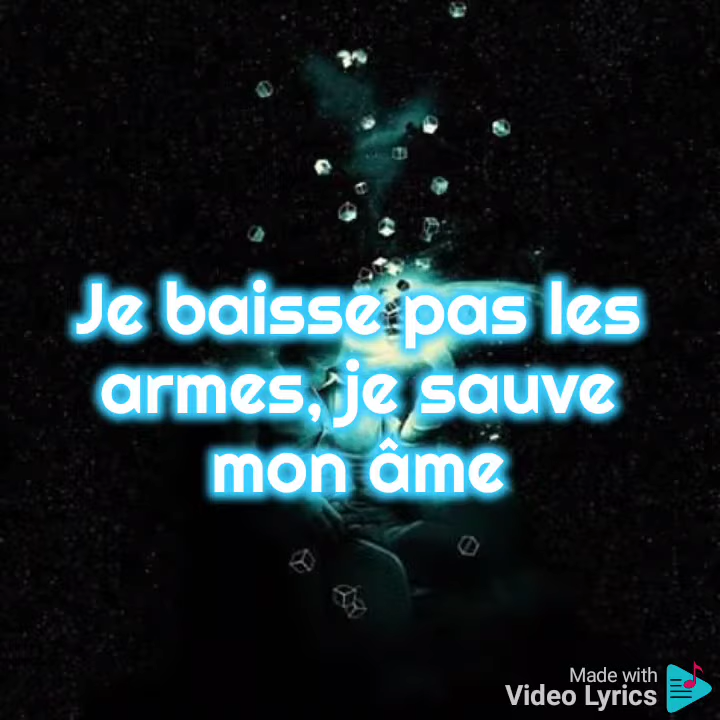 Je baisse pas les
armes, je sauve
mon âme
Made with
Video Lyrics